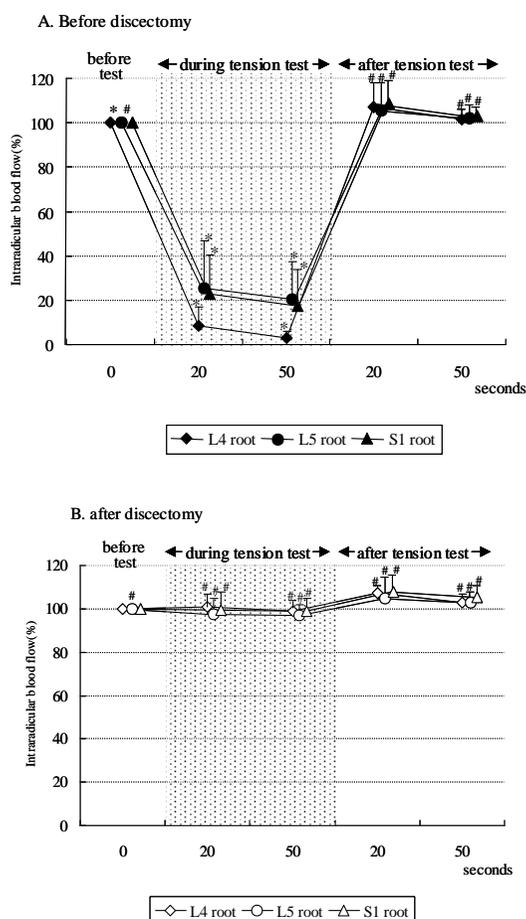 A. Before discectomy
before
test
during tension test
after tension test
120
100
80
60
40
20
0
Intraradicular blood flow(%)
* #
# # #
# # #
*
*
*
*
*
*
0 20 50 20 50
seconds
L4 root L5 root S1 root
B. after discectomy
before
test
during tension test
after tension test
120
100
80
60
40
20
0
Intraradicular blood flow(%)
#
# # #
# # #
# # #
# # #
0 20 50 20 50
seconds
L4 root L5 root S1 root